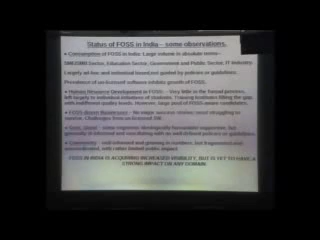 Status of FOSS in India – some observations.
• Consumption of FOSS in India: Large volume in absolute terms -
SME/SMB Sector, Education Sector, Government and Public Sector, IT Industry.
Largely ad-hoc and individual based, not guided by policies or guidelines.
Prevalence of un-licensed software inhibits growth of FOSS.
• Human Resource Development in FOSS: - Very little in the formal process,
left largely to individual initiatives of students. Training Institutes filling the gap,
with indifferent quality levels. However, large pool of FOSS-aware candidates.
• FOSS-Based Businesses - No major success stories; most struggling to
survive. Challenges from an licensed SW.
• Govt. Stand - some segments ideologically/formulated supportive, but
generally ill-informed and vacillating with no well-defined policies or guidelines.
• Community - well-informed and growing in numbers, but fragmented and
uncoordinated, with rather limited public impact
FOSS IN INDIA IS ACQUIRING INCREASED VISIBILITY, BUT IS YET TO HAVE A
STRONG IMPACT ON ANY DOMAIN